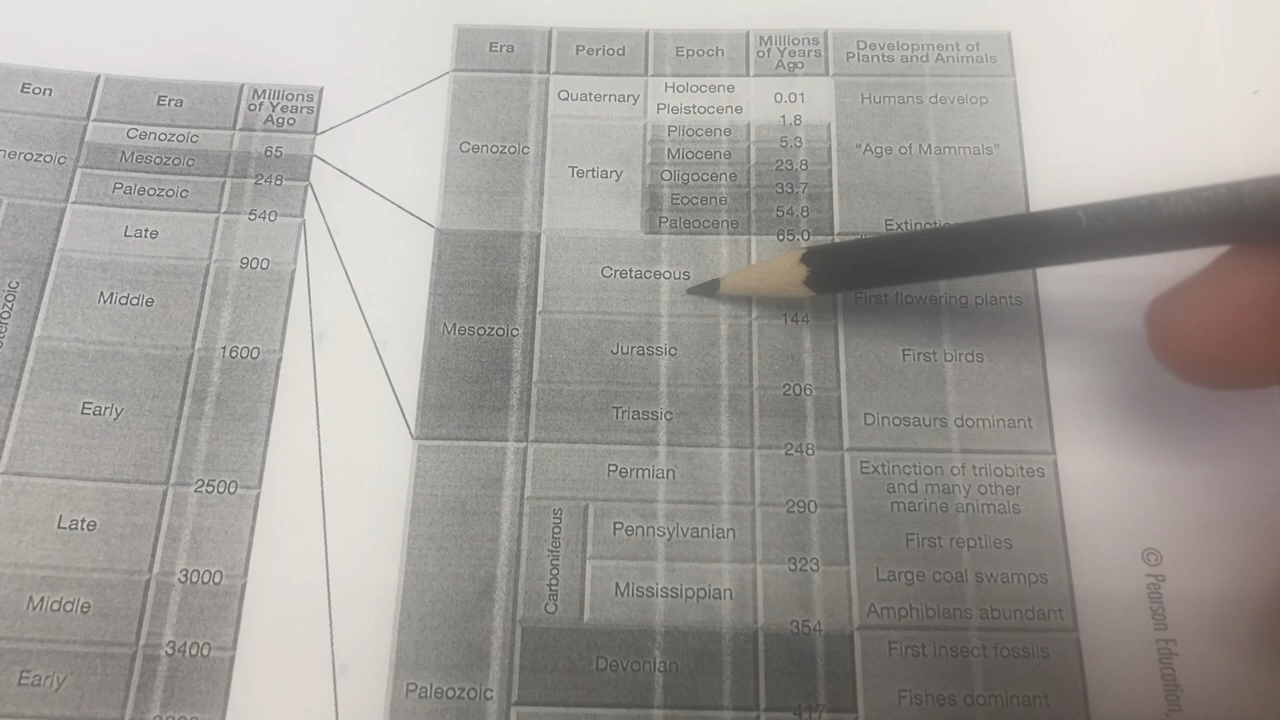 Eon
Era
Millions
of Years
Ago
Cenozoic
65
Mesozoic
248
Paleozoic
540
Late
900
Middle
1600
Early
2500
Late
3000
Middle
3400
Early
Era
Period
Epoch
Millions
of Years
Ago
Development of
Plants and Animals
Cenozoic
Quaternary
Holocene
0.01
Humans develop
Pleistocene
1.8
Tertiary
Pliocene
5.3
Miocene
"Age of Mammals"
23.8
Oligocene
33.7
Eocene
54.8
Paleocene
65.0
Mesozoic
Cretaceous
First flowering plants
144
Jurassic
First birds
206
Triassic
Dinosaurs dominant
248
Paleozoic
Permian
Extinction of trilobites
and many other
marine animals
290
Carboniferous
Pennsylvanian
First reptiles
323
Large coal swamps
Mississippian
Amphibians abundant
354
Devonian
First insect fossils
Fishes dominant
417
© Pearson Education,